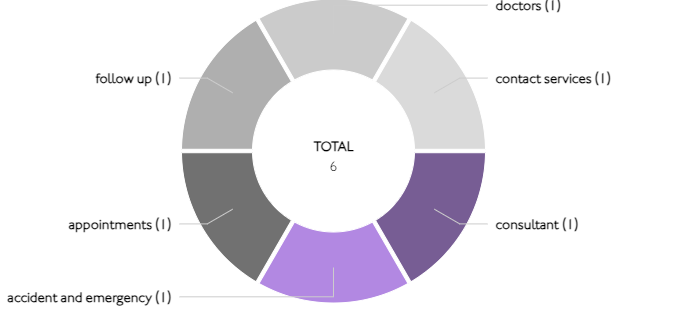 doctors (1)
follow up (1)
contact services (1)
TOTAL
6
appointments (1)
consultant (1)
accident and emergency (1)